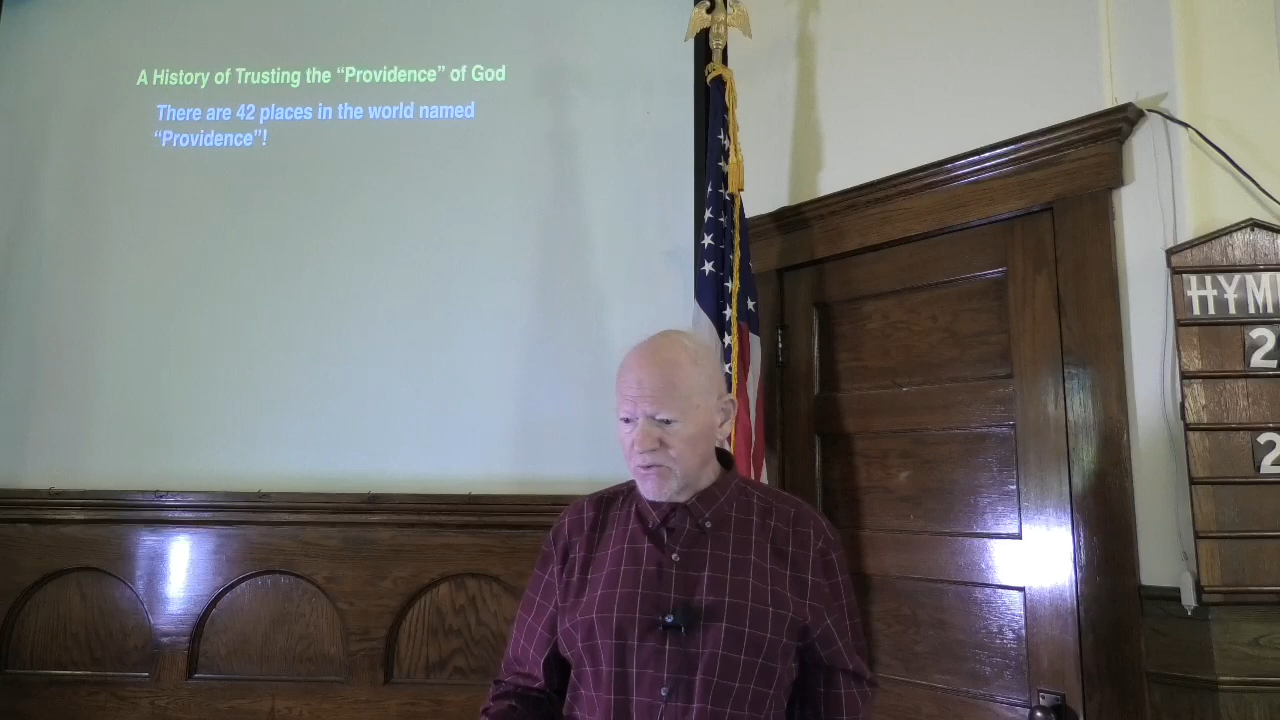 A History of Trusting the “Providence” of God
There are 42 places in the world named
“Providence”!
HYM
2
2